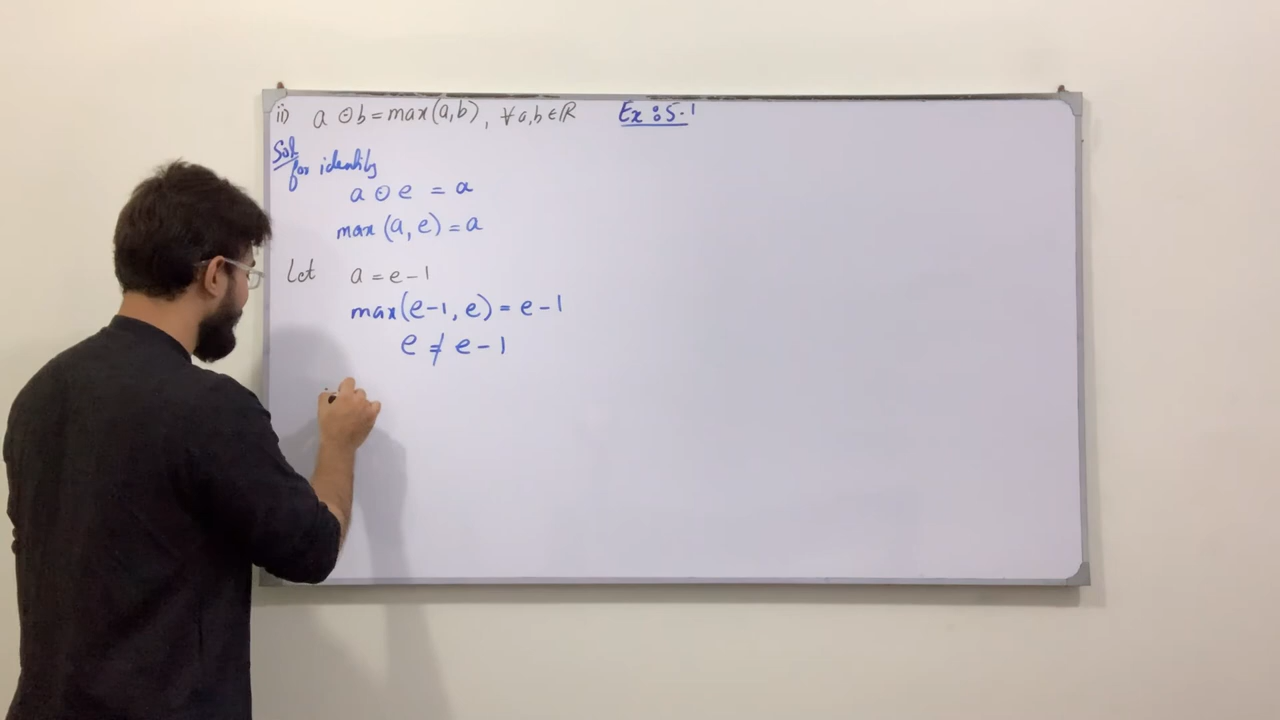 ii) a ⊙ b = max(a,b), ∀ a,b ∈ ℝ Ex : 5.1
Sol
for identity
a ⊙ e = a
max (a, e) = a
Let a = e - 1
max(e-1, e) = e - 1
e ≠ e - 1